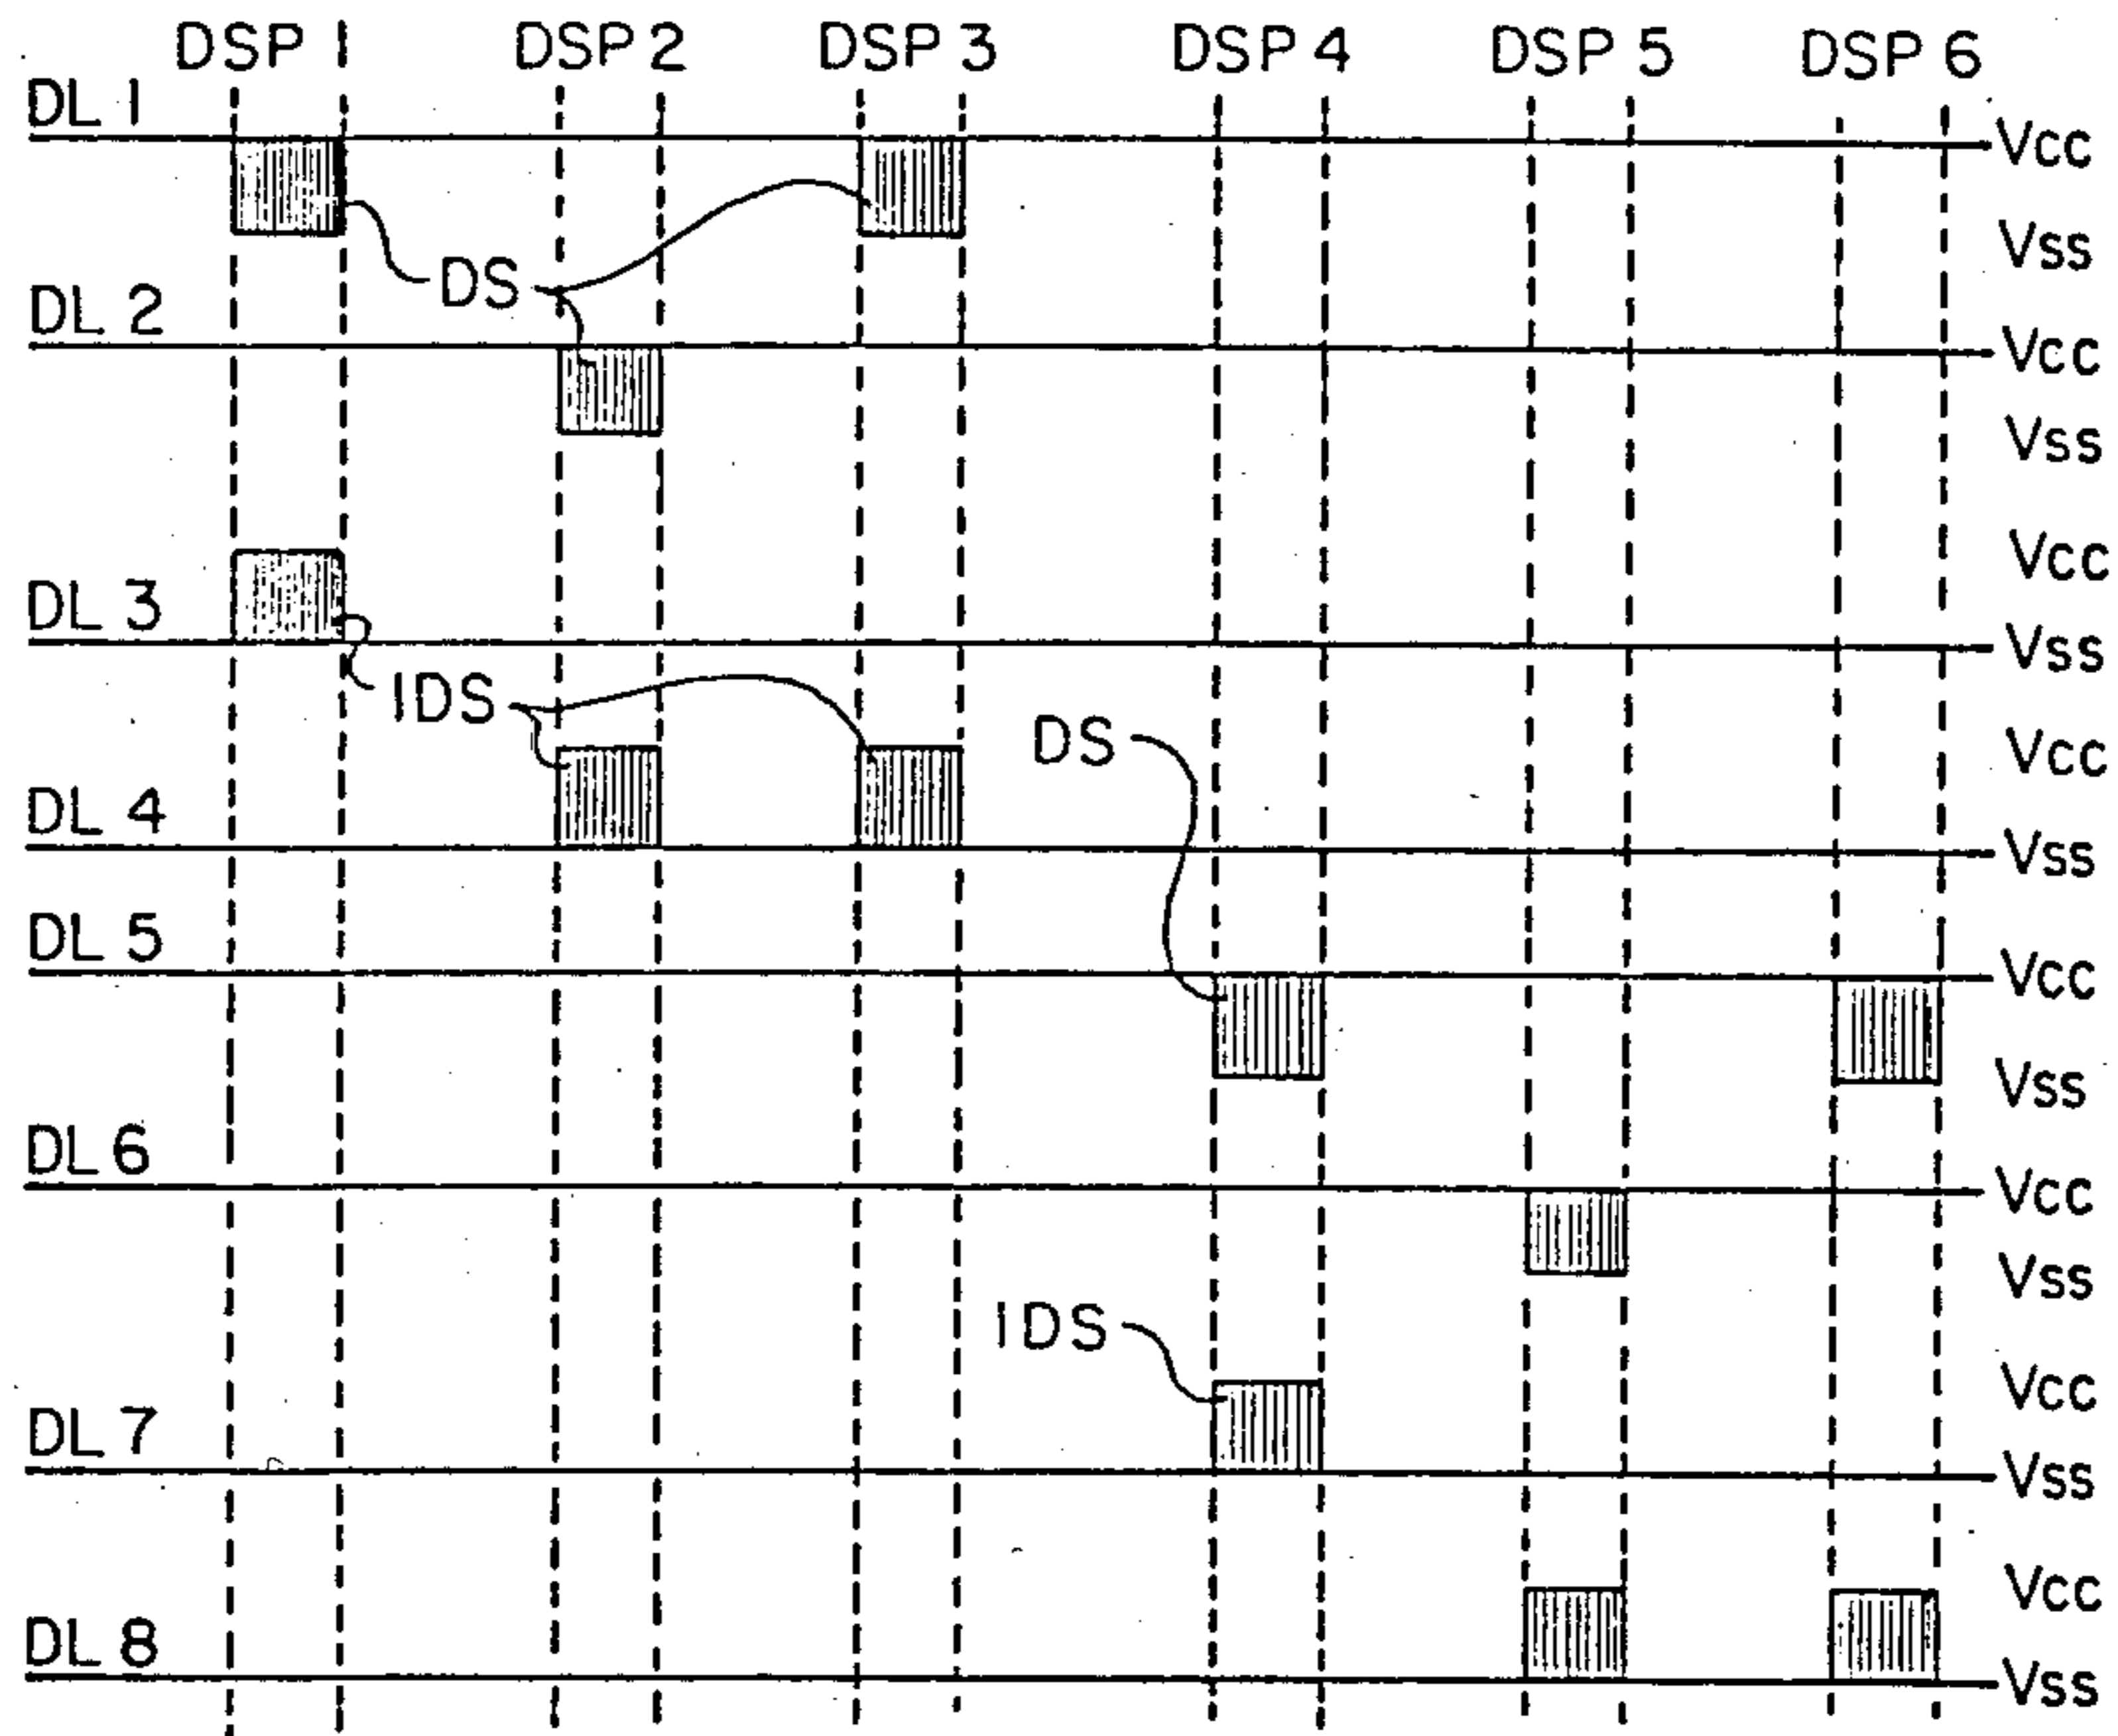 DSP 1 DSP 2 DSP 3 DSP 4 DSP 5 DSP 6
DL 1
Vcc
Vss
DS
DL 2
Vcc
Vss
Vcc
DL 3
Vss
IDS
DS
Vcc
DL 4
Vss
DL 5
Vcc
Vss
DL 6
Vcc
Vss
IDS
Vcc
DL 7
Vss
Vcc
DL 8
Vss